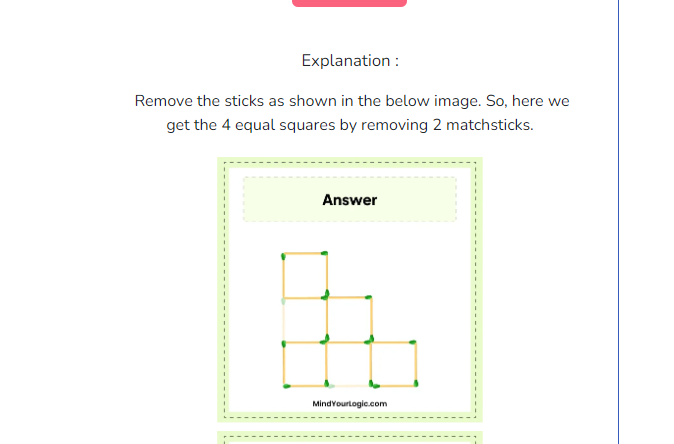 Explanation :
Remove the sticks as shown in the below image. So, here we
get the 4 equal squares by removing 2 matchsticks.
Answer
MindYourLogic.com